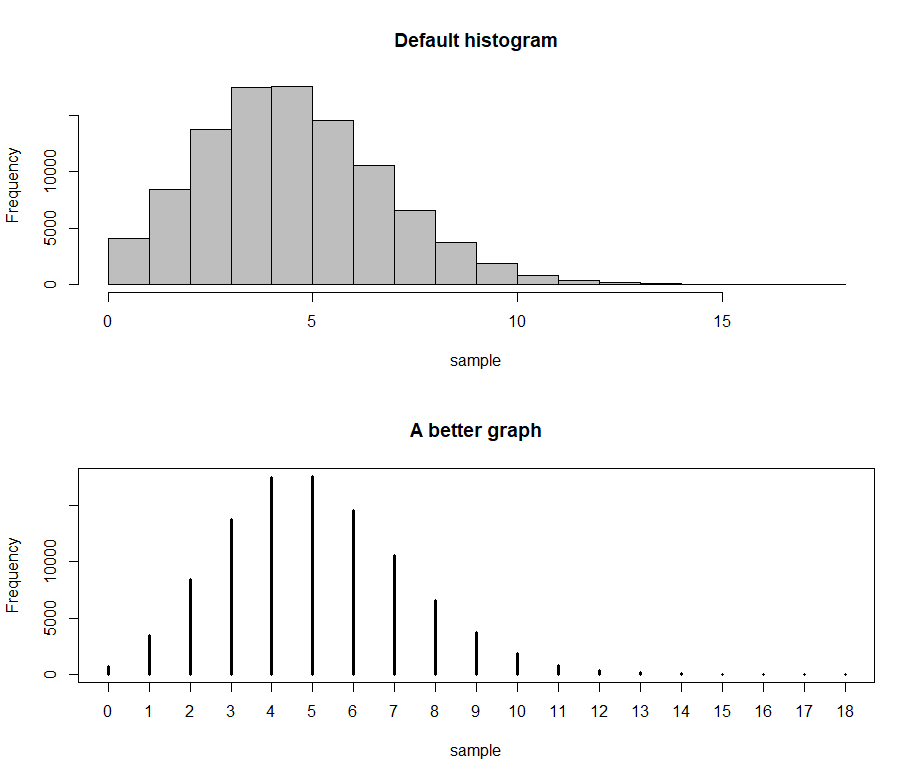 Default histogram
Frequency
10000
5000
0
0 5 10 15
sample
A better graph
Frequency
10000
5000
0
0 1 2 3 4 5 6 7 8 9 10 11 12 13 14 15 16 17 18
sample